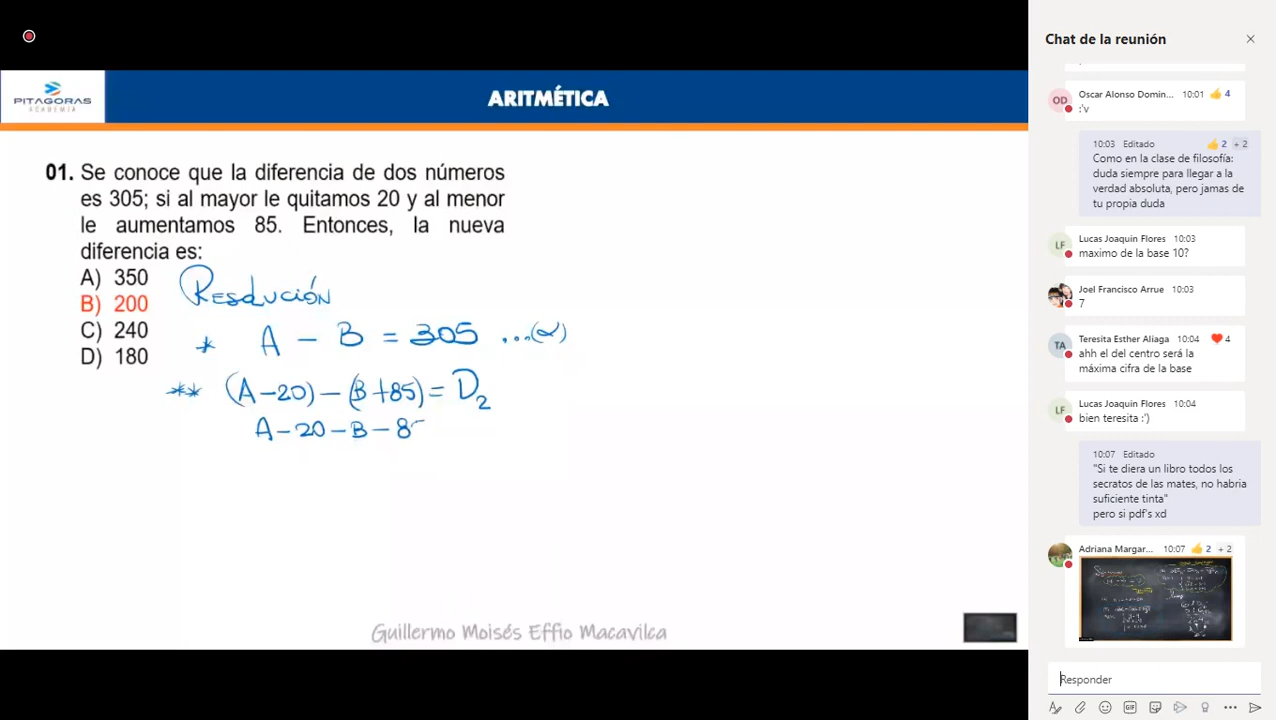 PITAGORAS
ACADEMIA
ARITMÉTICA
01. Se conoce que la diferencia de dos números
es 305; si al mayor le quitamos 20 y al menor
le aumentamos 85. Entonces, la nueva
diferencia es:
A) 350
B) 200
C) 240
D) 180
Resolución
* A - B = 305 ...(α)
** (A-20) - (B+85) = D₂
A-20-B-8
Guillermo Moisés Effio Macavilca
Chat de la reunión
OD
Oscar Alonso Domin... 10:01 4
:'v
10:03 Editado 2 + 2
Como en la clase de filosofía:
duda siempre para llegar a la
verdad absoluta, pero jamas de
tu propia duda
LF
Lucas Joaquin Flores 10:03
maximo de la base 10?
Joel Francisco Arrue 10:03
7
TA
Teresita Esther Aliaga 10:04 4
ahh el del centro será la
máxima cifra de la base
LF
Lucas Joaquin Flores 10:04
bien teresita :')
10:07 Editado
"Si te diera un libro todos los
secratos de las mates, no habria
suficiente tinta"
pero si pdf's xd
Adriana Margar... 10:07 2 + 2
Responder
GIF